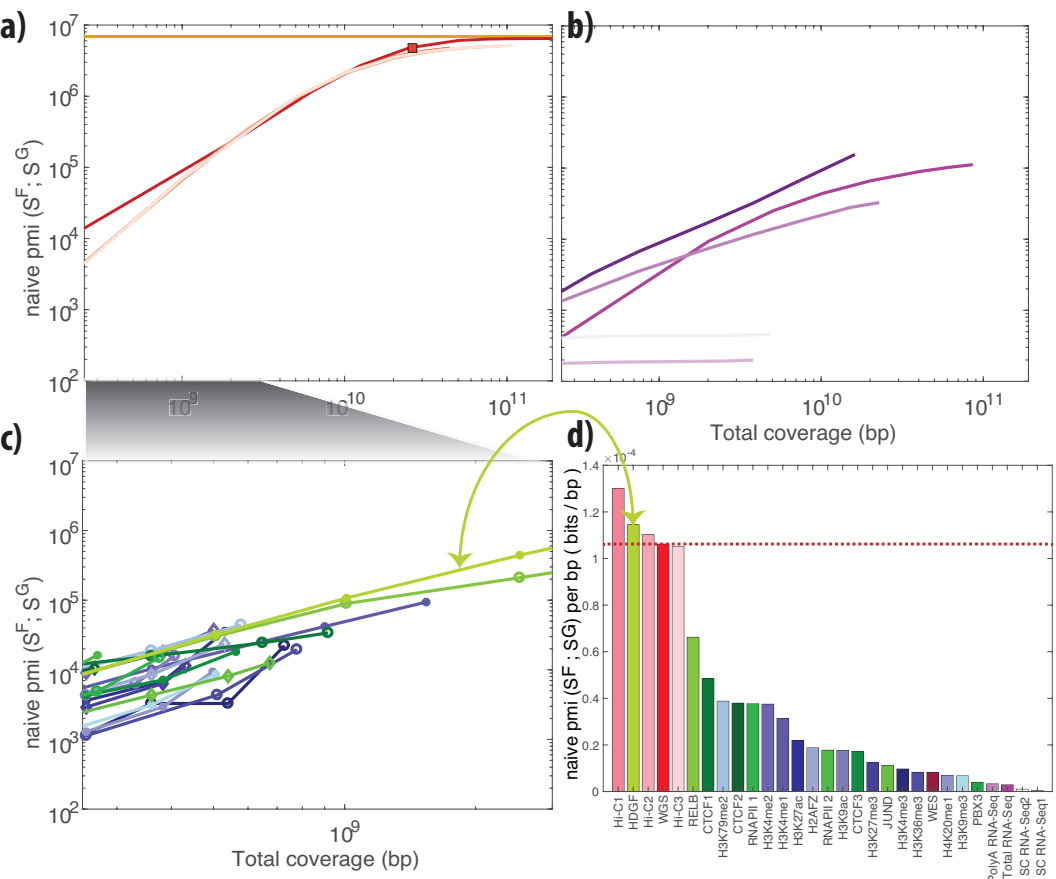 a)
b)
10^7
10^6
10^5
10^4
10^3
10^2
naive pmi (S^F; S^G)
10^9
10^10
10^11
10^9
10^10
10^11
Total coverage (bp)
c)
d)
10^7
10^6
10^5
10^4
10^3
10^2
naive pmi (S^F; S^G)
10^9
Total coverage (bp)
×10^-4
1.4
1.2
1
0.8
0.6
0.4
0.2
0
naive pmi (SF ; SG) per bp ( bits / bp )
Hi-C1
HDGF
Hi-C2
WGS
Hi-C3
RELB
CTCF1
H3K79me2
CTCF2
RNAPII 1
H3K4me2
H3K4me1
H3K27ac
H2AFZ
RNAPII 2
H3K9ac
CTCF3
H3K27me3
JUND
H3K4me3
H3K36me3
WES
H4K20me1
H3K9me3
PBX3
PolyA RNA-Seq
Total RNA-Seq
SC RNA-Seq2
SC RNA-Seq1